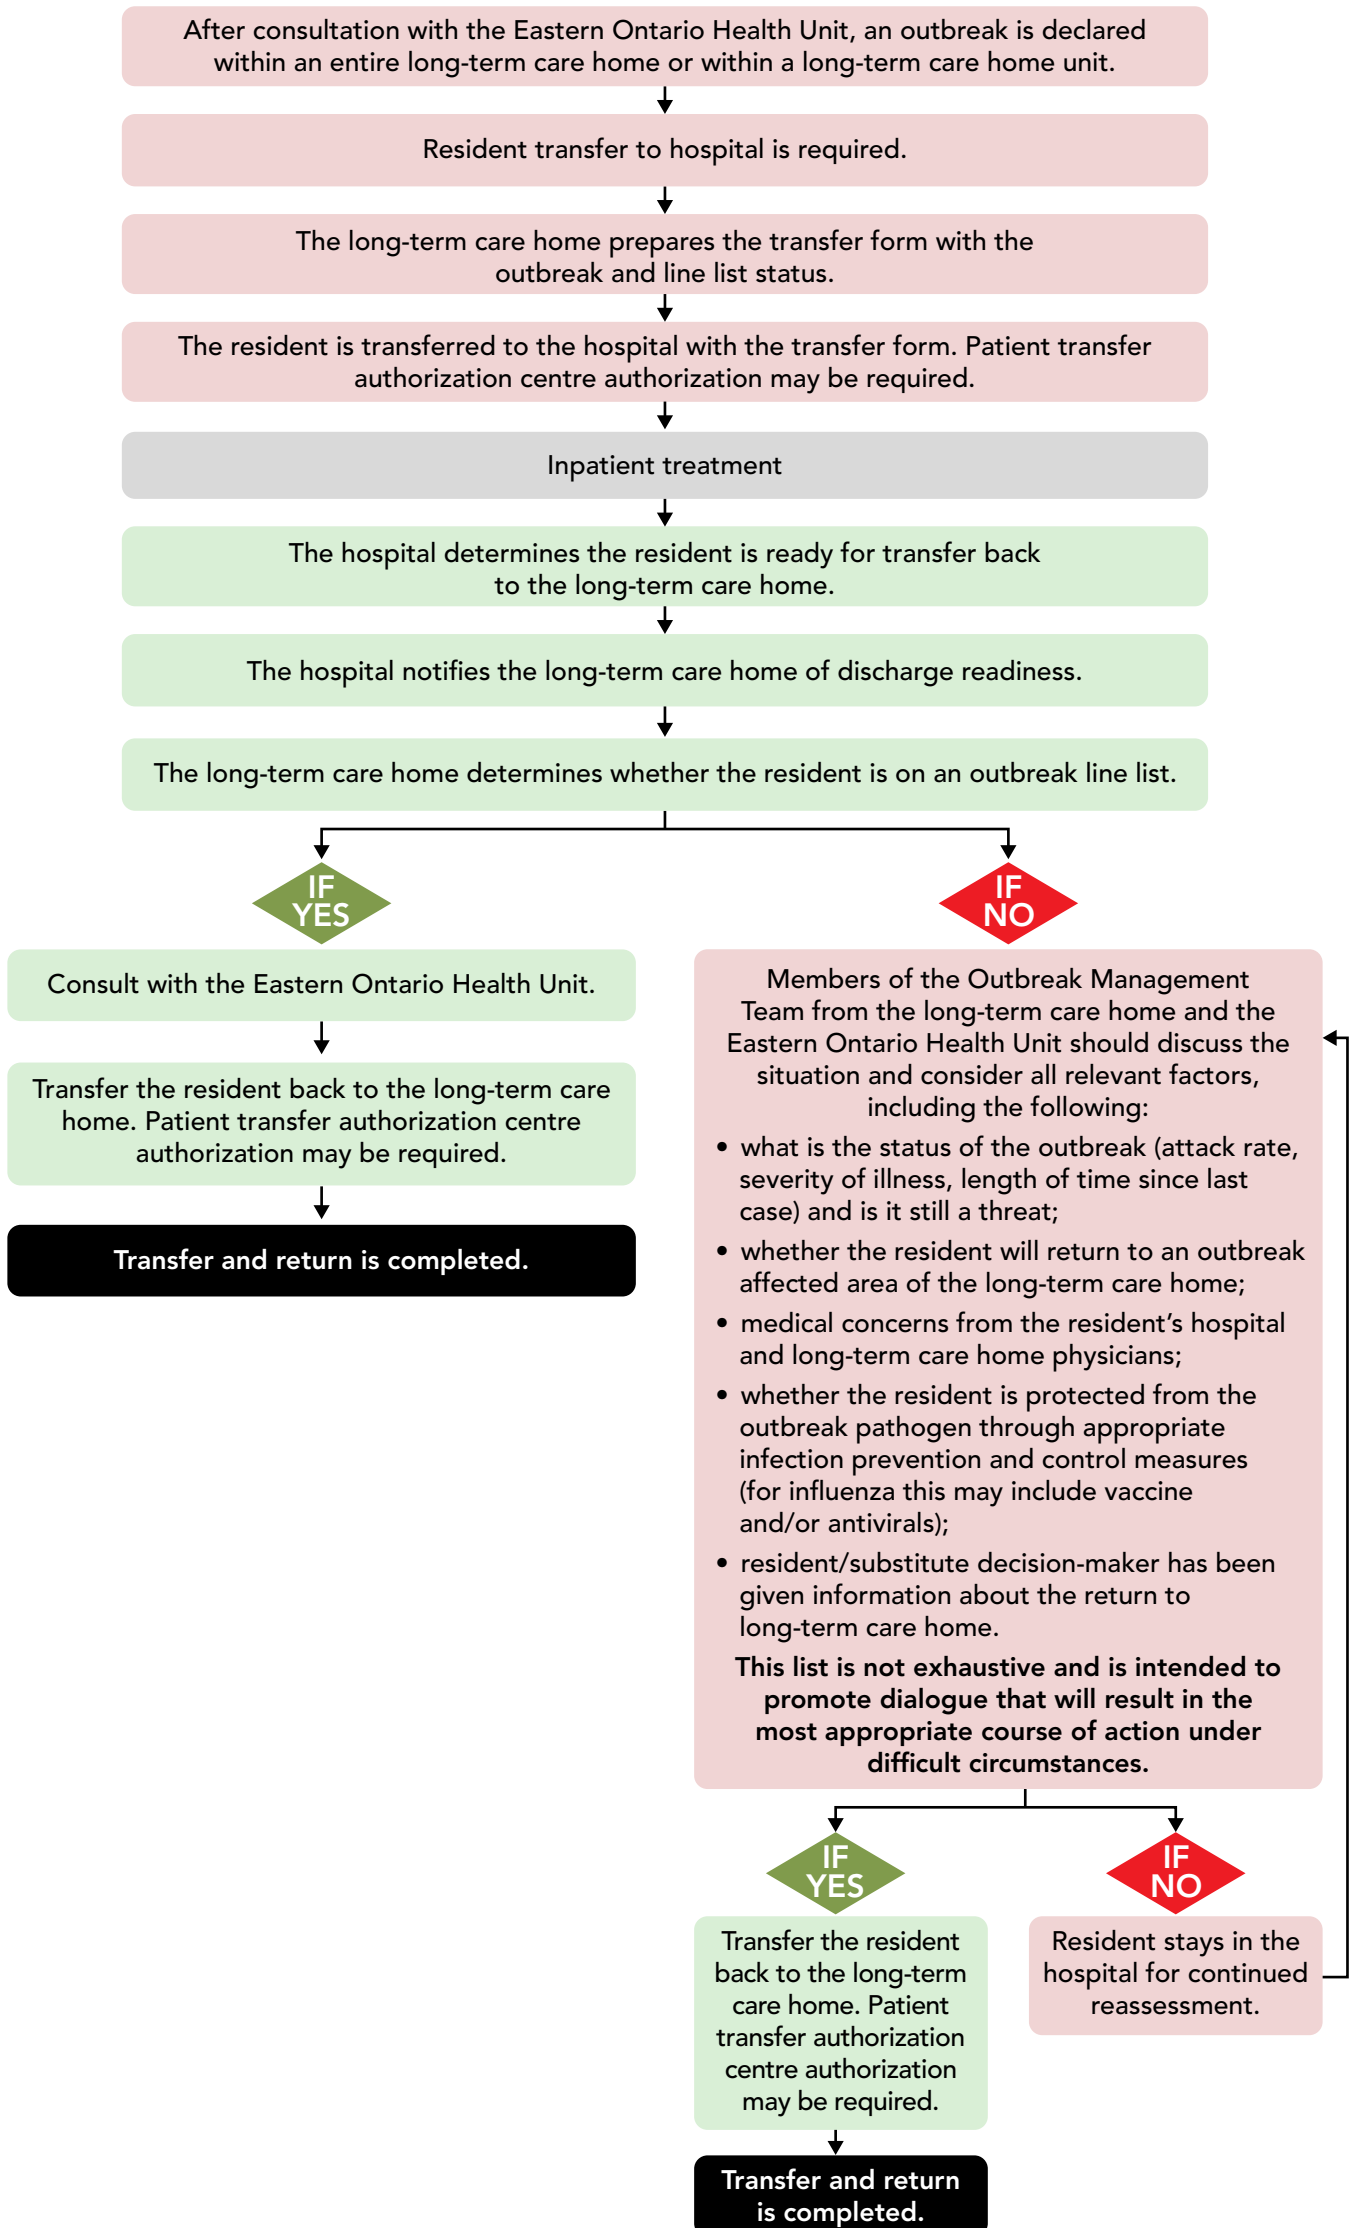 After consultation with the Eastern Ontario Health Unit, an outbreak is declared
within an entire long-term care home or within a long-term care home unit.
Resident transfer to hospital is required.
The long-term care home prepares the transfer form with the
outbreak and line list status.
The resident is transferred to the hospital with the transfer form. Patient transfer
authorization centre authorization may be required.
Inpatient treatment
The hospital determines the resident is ready for transfer back
to the long-term care home.
The hospital notifies the long-term care home of discharge readiness.
The long-term care home determines whether the resident is on an outbreak line list.
IF
YES
Consult with the Eastern Ontario Health Unit.
Transfer the resident back to the long-term care
home. Patient transfer authorization centre
authorization may be required.
Transfer and return is completed.
IF
NO
Members of the Outbreak Management
Team from the long-term care home and the
Eastern Ontario Health Unit should discuss the
situation and consider all relevant factors,
including the following:
• what is the status of the outbreak (attack rate,
severity of illness, length of time since last
case) and is it still a threat;
• whether the resident will return to an outbreak
affected area of the long-term care home;
• medical concerns from the resident’s hospital
and long-term care home physicians;
• whether the resident is protected from the
outbreak pathogen through appropriate
infection prevention and control measures
(for influenza this may include vaccine
and/or antivirals);
• resident/substitute decision-maker has been
given information about the return to
long-term care home.
This list is not exhaustive and is intended to
promote dialogue that will result in the
most appropriate course of action under
difficult circumstances.
IF
YES
Transfer the resident
back to the long-term
care home. Patient
transfer authorization
centre authorization
may be required.
Transfer and return
is completed.
IF
NO
Resident stays in the
hospital for continued
reassessment.